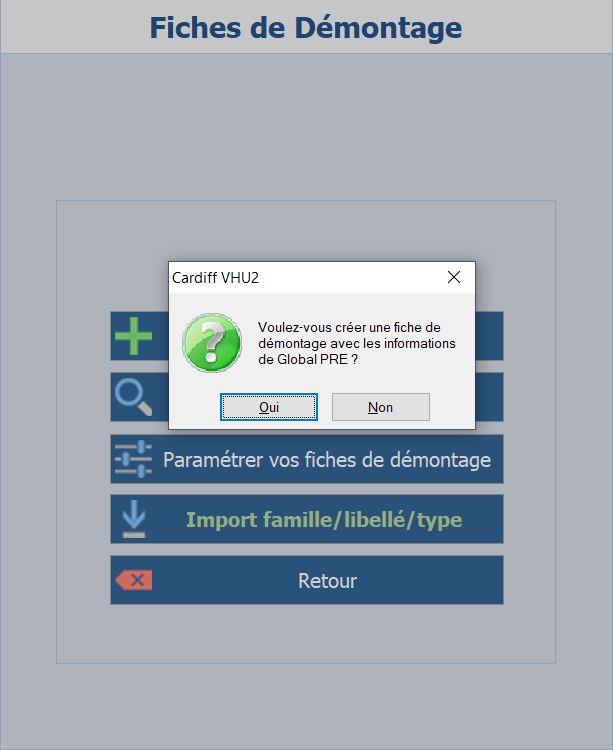 Fiches de Démontage
Cardiff VHU2
Voulez-vous créer une fiche de
démontage avec les informations
de Global PRE ?
Oui
Non
Paramétrer vos fiches de démontage
Import famille/libellé/type
Retour